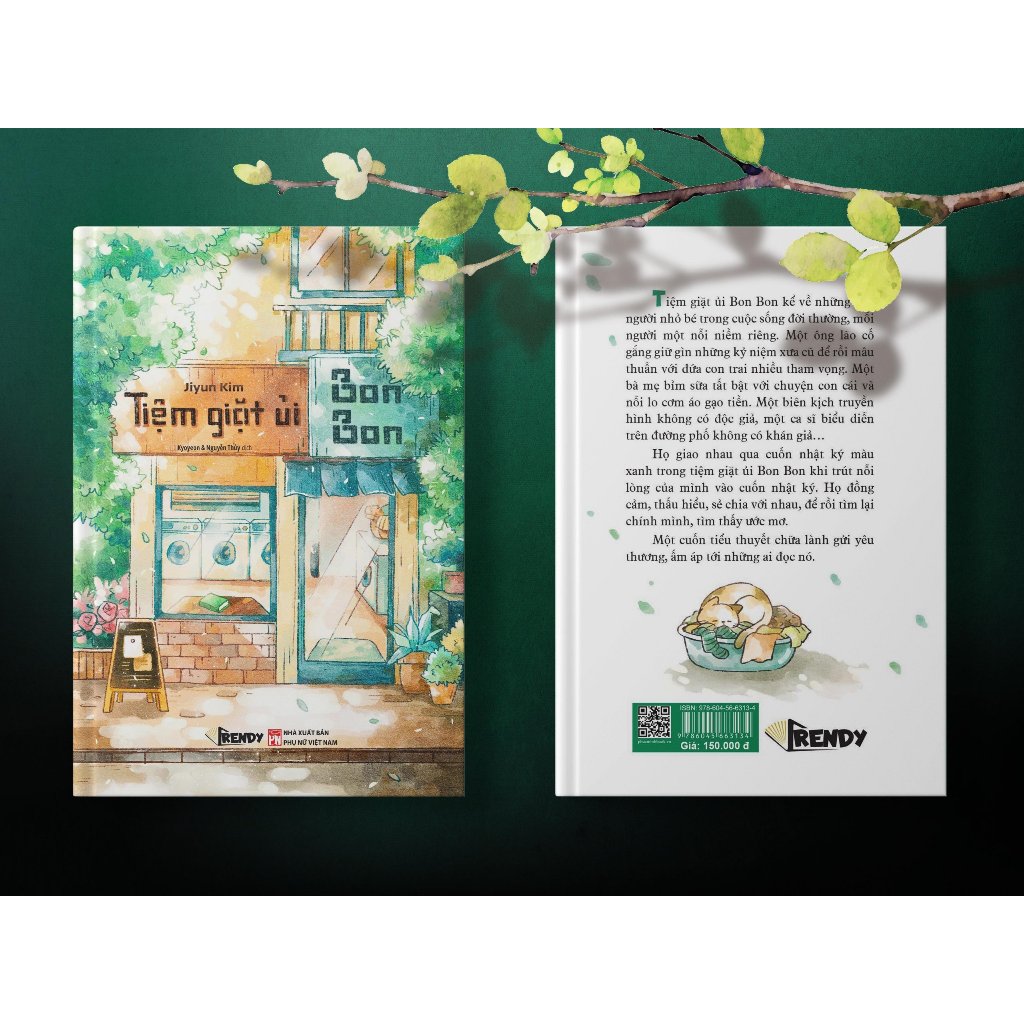 Jiyun Kim
Tiệm giặt ủi
Bon
Bon
Kyoyeon & Nguyên Thủy dịch
TRENDY
PN
NHÀ XUẤT BẢN
PHỤ NỮ VIỆT NAM
Tiệm giặt ủi Bon Bon kể về những
người nhỏ bé trong cuộc sống đời thường, mỗi
người một nỗi niềm riêng. Một ông lão cố
gắng giữ gìn những kỷ niệm xưa cũ để rồi mâu
thuẫn với đứa con trai nhiều tham vọng. Một
bà mẹ bỉm sữa tất bật với chuyện con cái và
nỗi lo cơm áo gạo tiền. Một biên kịch truyền
hình không có độc giả, một ca sĩ biểu diễn
trên đường phố không có khán giả…
Họ giao nhau qua cuốn nhật ký màu
xanh trong tiệm giặt ủi Bon Bon khi trút nỗi
lòng của mình vào cuốn nhật ký. Họ đồng
cảm, thấu hiểu, sẻ chia với nhau, để rồi tìm lại
chính mình, tìm thấy ước mơ.
Một cuốn tiểu thuyết chữa lành gửi yêu
thương, ấm áp tới những ai đọc nó.
ISBN: 978-604-56-6313-4
9 786045 663134
Giá: 150.000 đ
TRENDY